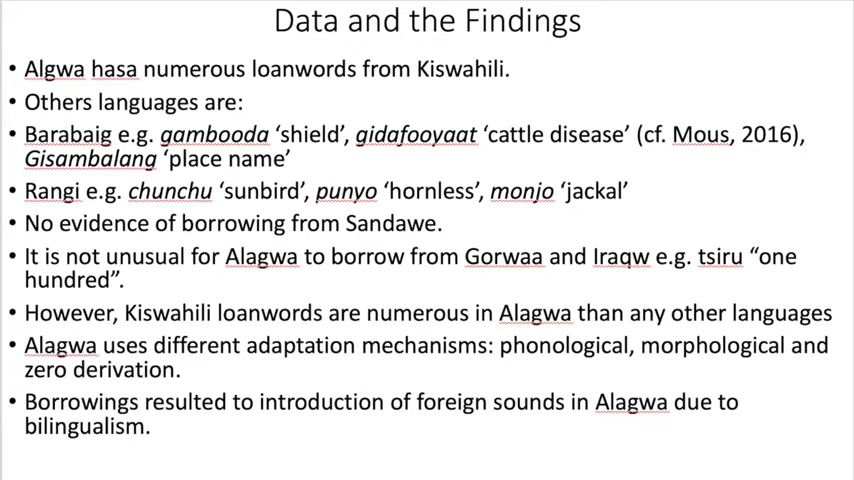 Data and the Findings
• Algwa hasa numerous loanwords from Kiswahili.
• Others languages are:
• Barabaig e.g. gambooda ‘shield’, gidafooyaat ‘cattle disease’ (cf. Mous, 2016),
Gisambalang ‘place name’
• Rangi e.g. chunchu ‘sunbird’, punyo ‘hornless’, monjo ‘jackal’
• No evidence of borrowing from Sandawe.
• It is not unusual for Alagwa to borrow from Gorwaa and Iraqw e.g. tsiru “one
hundred”.
• However, Kiswahili loanwords are numerous in Alagwa than any other languages
• Alagwa uses different adaptation mechanisms: phonological, morphological and
zero derivation.
• Borrowings resulted to introduction of foreign sounds in Alagwa due to
bilingualism.